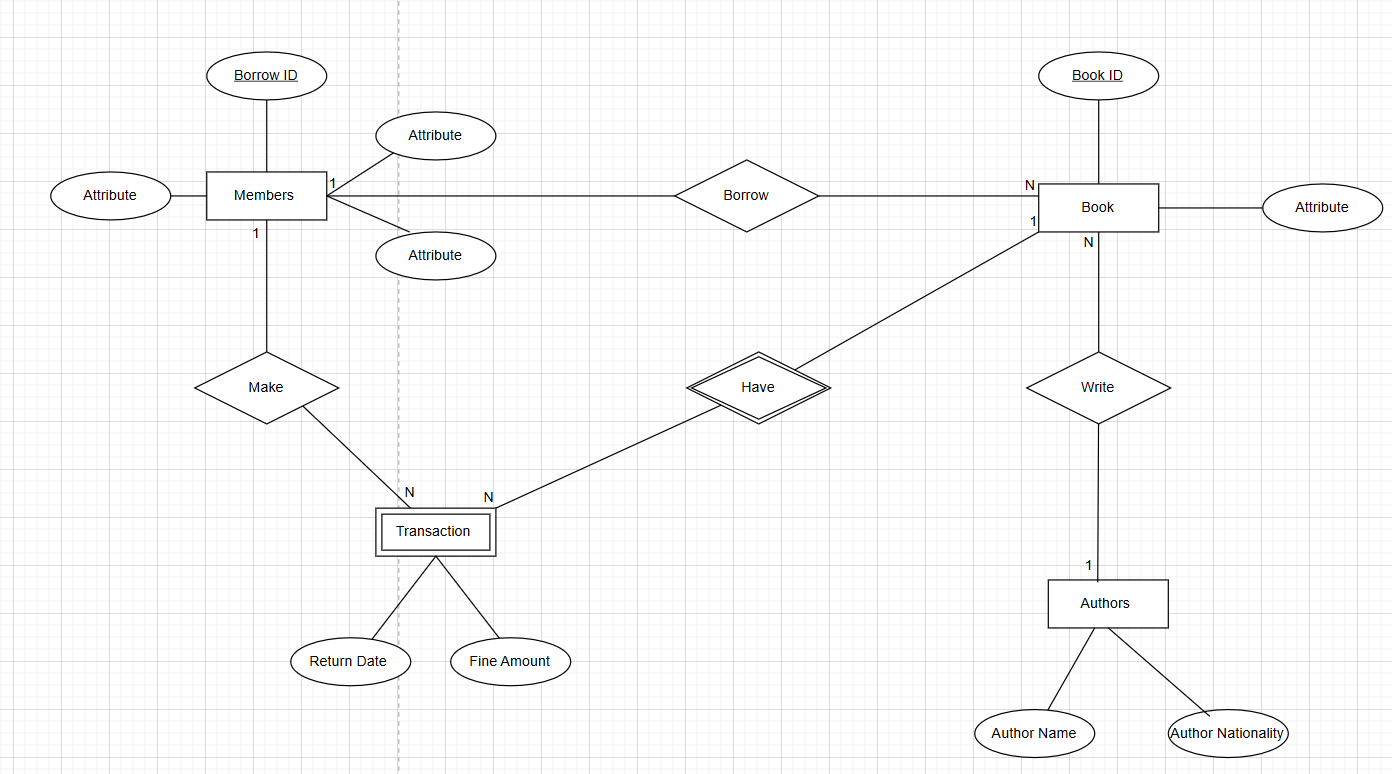 Borrow ID
Book ID
Attribute
Attribute
Members
1
Borrow
N
Book
Attribute
1
1
N
Attribute
Make
Have
Write
N
N
Transaction
1
Authors
Return Date
Fine Amount
Author Name
Author Nationality